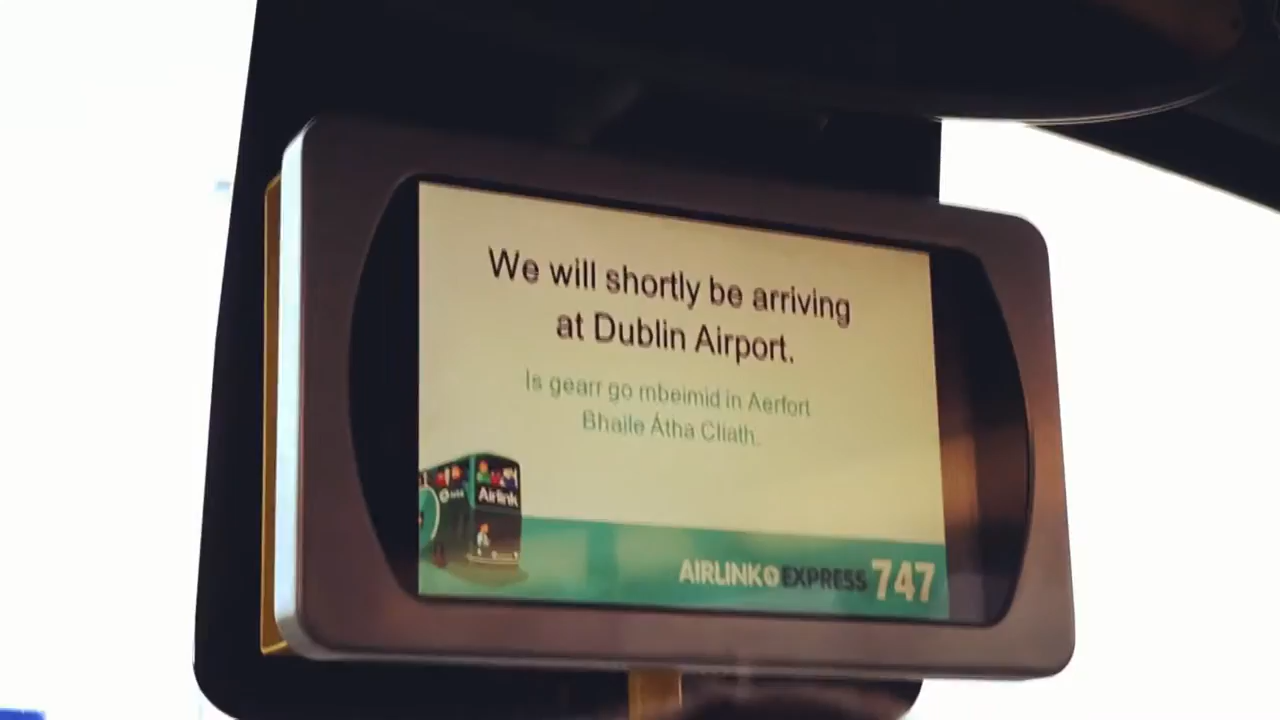 We will shortly be arriving
at Dublin Airport.
Is gearr go mbeimid in Aerfort
Bhaile Átha Cliath.
Airlink
AIRLINK EXPRESS 747